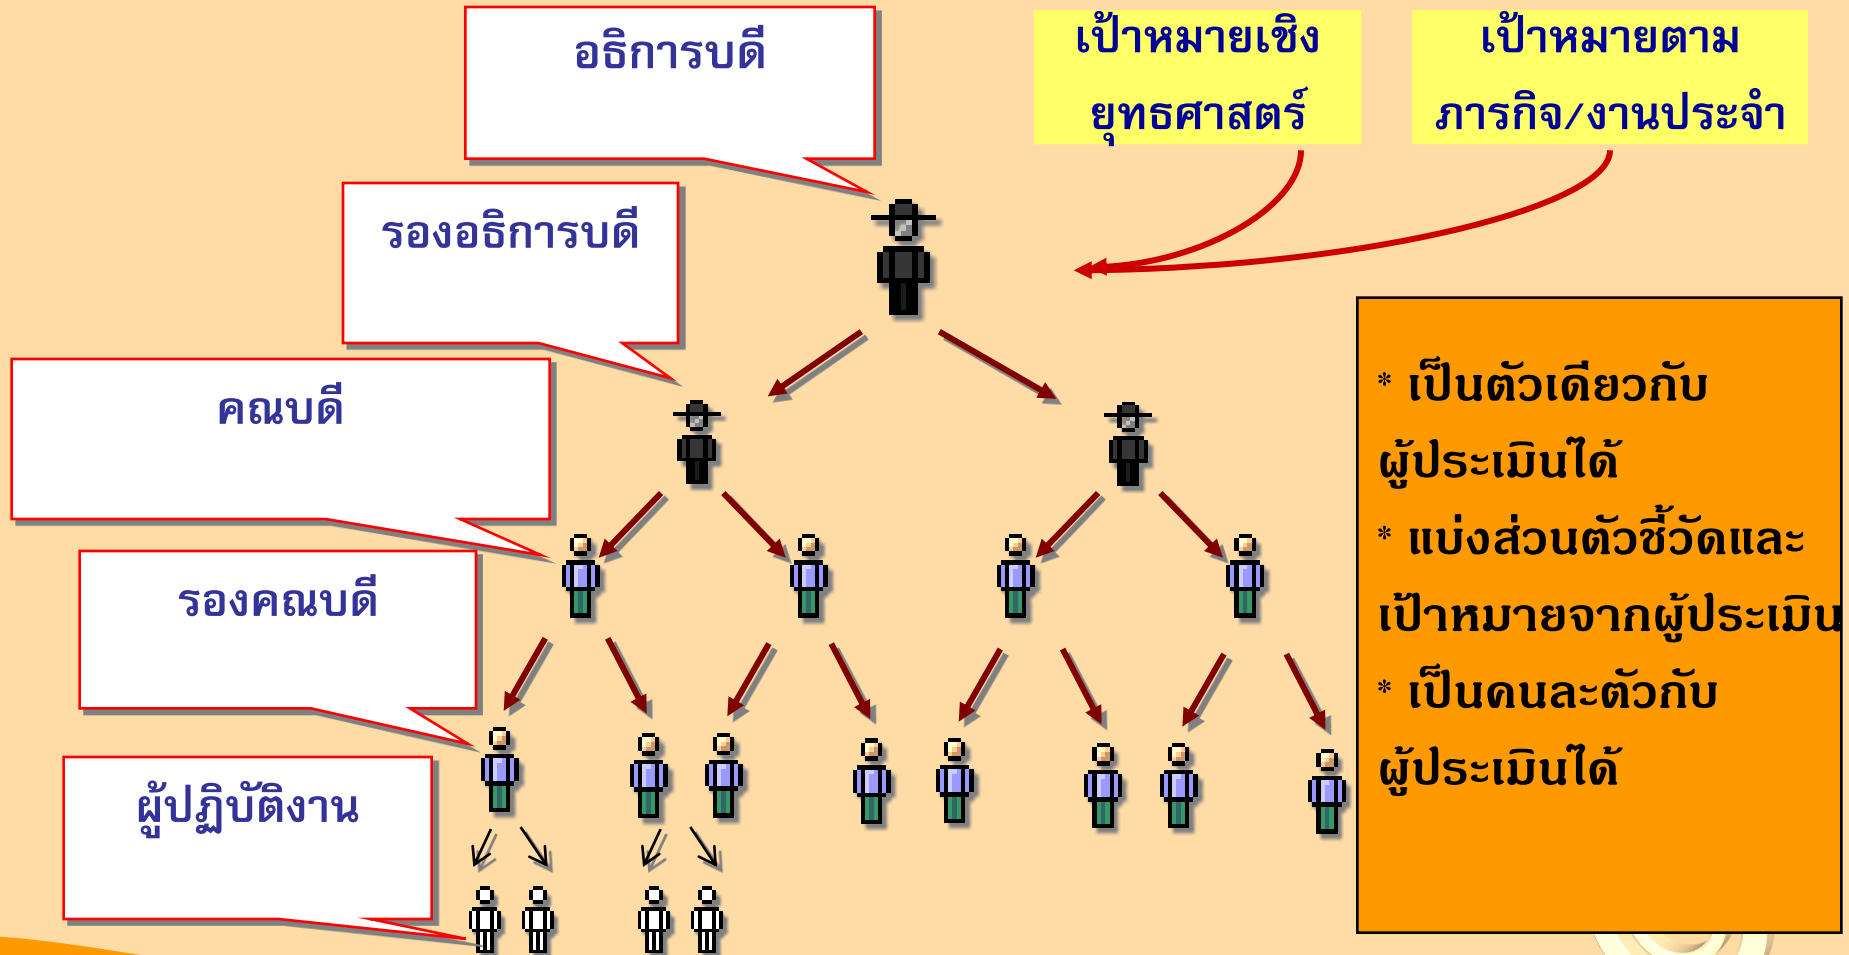 อธิการบดี
เป้าหมายเชิง
ยุทธศาสตร์
เป้าหมายตาม
ภารกิจ/งานประจำ
รองอธิการบดี
คณบดี
รองคณบดี
ผู้ปฏิบัติงาน
* เป็นตัวเดียวกับ
ผู้ประเมินได้
* แบ่งส่วนตัวชี้วัดและ
เป้าหมายจากผู้ประเมิน
* เป็นคนละตัวกับ
ผู้ประเมินได้